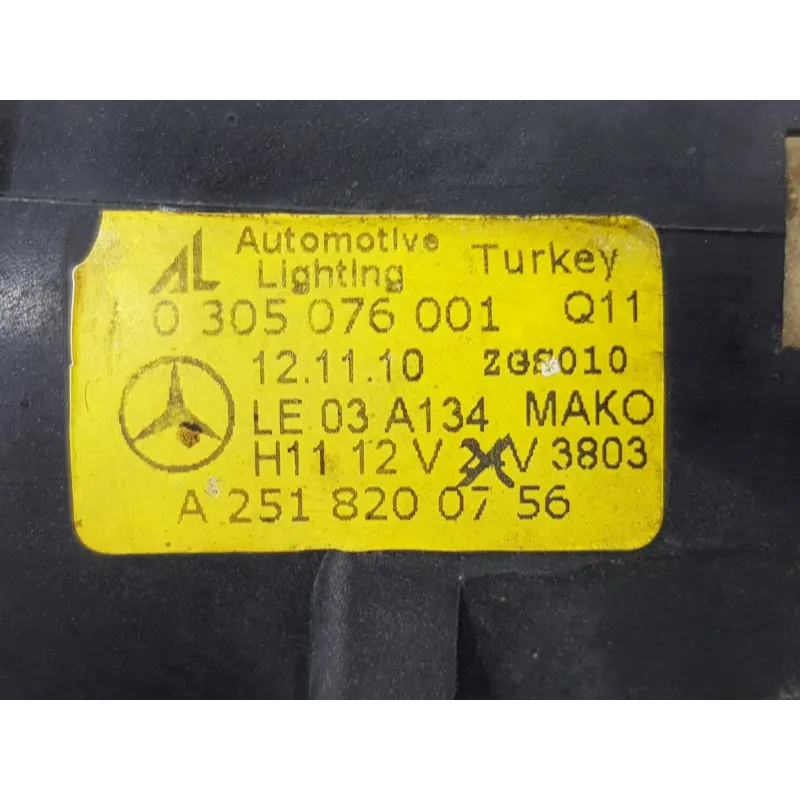 AL Automotive Lighting Turkey
0 305 076 001 Q11
12.11.10 ZGS010
LE 03 A134 MAKO
H11 12 V V 3803
A 251 820 07 56